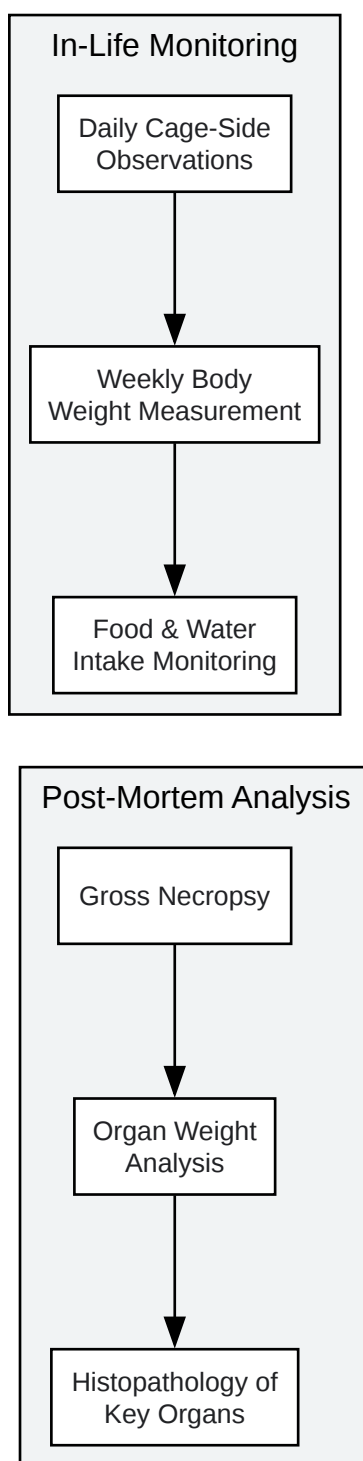 In-Life Monitoring
Daily Cage-Side
Observations
Weekly Body
Weight Measurement
Food & Water
Intake Monitoring
Post-Mortem Analysis
Gross Necropsy
Organ Weight
Analysis
Histopathology of
Key Organs